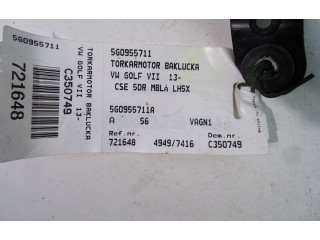 5G0955711
TORKARMOTOR BAKLUCKA
VW GOLF VII 13-
C350749
721648
5G0955711
TORKARMOTOR BAKLUCKA
VW GOLF VII 13-
CSE 5DR MBLÅ LH5X
5G0955711A
A 56 VAGN1
Ref.nr. Dem.nr.
721648 4949/7416 C350749